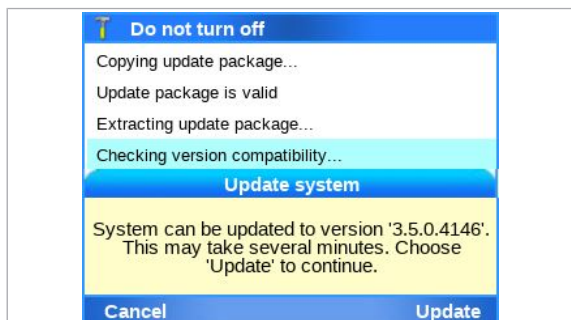 Do not turn off
Copying update package...
Update package is valid
Extracting update package...
Checking version compatibility...
Update system
System can be updated to version '3.5.0.4146'.
This may take several minutes. Choose
'Update' to continue.
Cancel
Update